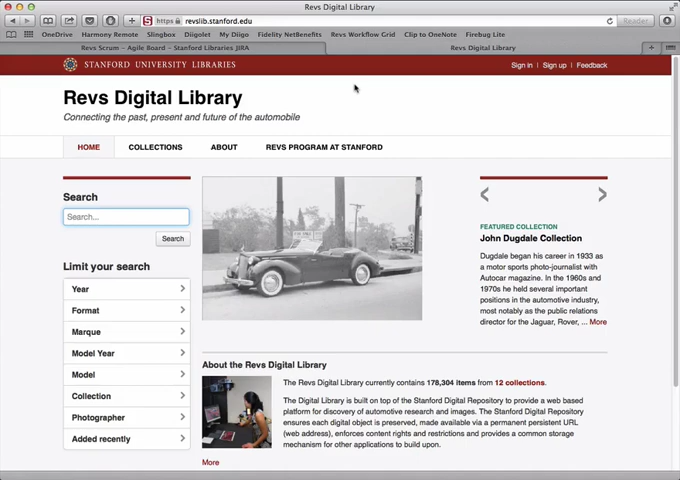 Revs Digital Library
https revslib.stanford.edu
Reader
OneDrive Harmony Remote Slingbox Diigolet My Diigo Fidelity NetBenefits Revs Workflow Grid Clip to OneNote Firebug Lite
Revs Scrum - Agile Board - Stanford Libraries JIRA
Revs Digital Library
STANFORD UNIVERSITY LIBRARIES
Sign in | Sign up | Feedback
Revs Digital Library
Connecting the past, present and future of the automobile
HOME COLLECTIONS ABOUT REVS PROGRAM AT STANFORD
Search
Search...
Search
Limit your search
Year
Format
Marque
Model Year
Model
Collection
Photographer
Added recently
FEATURED COLLECTION
John Dugdale Collection
Dugdale began his career in 1933 as
a motor sports photo-journalist with
Autocar magazine. In the 1960s and
1970s he held several important
positions in the automotive industry,
most notably as the public relations
director for the Jaguar, Rover, ... More
About the Revs Digital Library
The Revs Digital Library currently contains 178,304 items from 12 collections.
The Digital Library is built on top of the Stanford Digital Repository to provide a web based
platform for discovery of automotive research and images. The Stanford Digital Repository
ensures each digital object is preserved, made available via a permanent persistent URL
(web address), enforces content rights and restrictions and provides a common storage
mechanism for other applications to build upon.
More